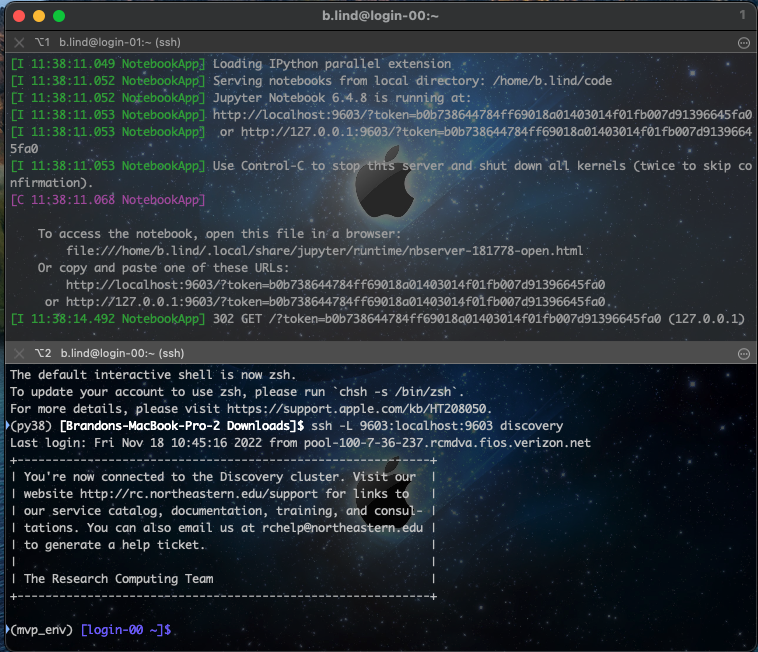 b.lind@login-00:~
1
⌥1 b.lind@login-01:~ (ssh)
[I 11:38:11.049 NotebookApp] Loading IPython parallel extension
[I 11:38:11.052 NotebookApp] Serving notebooks from local directory: /home/b.lind/code
[I 11:38:11.052 NotebookApp] Jupyter Notebook 6.4.8 is running at:
[I 11:38:11.053 NotebookApp] http://localhost:9603/?token=b0b738644784ff69018a01403014f01fb007d91396645fa0
[I 11:38:11.053 NotebookApp]  or http://127.0.0.1:9603/?token=b0b738644784ff69018a01403014f01fb007d9139664
5fa0
[I 11:38:11.053 NotebookApp] Use Control-C to stop this server and shut down all kernels (twice to skip co
nfirmation).
[C 11:38:11.068 NotebookApp]
To access the notebook, open this file in a browser:
file:///home/b.lind/.local/share/jupyter/runtime/nbserver-181778-open.html
Or copy and paste one of these URLs:
http://localhost:9603/?token=b0b738644784ff69018a01403014f01fb007d91396645fa0
or http://127.0.0.1:9603/?token=b0b738644784ff69018a01403014f01fb007d91396645fa0
[I 11:38:14.492 NotebookApp] 302 GET /?token=b0b738644784ff69018a01403014f01fb007d91396645fa0 (127.0.0.1)
⌥2 b.lind@login-00:~ (ssh)
The default interactive shell is now zsh.
To update your account to use zsh, please run `chsh -s /bin/zsh`.
For more details, please visit https://support.apple.com/kb/HT208050.
(py38) [Brandons-MacBook-Pro-2 Downloads]$ ssh -L 9603:localhost:9603 discovery
Last login: Fri Nov 18 10:45:16 2022 from pool-100-7-36-237.rcmdva.fios.verizon.net
+-----------------------------------------------------------+
| You're now connected to the Discovery cluster. Visit our |
| website http://rc.northeastern.edu/support for links to |
| our service catalog, documentation, training, and consul- |
| tations. You can also email us at rchelp@northeastern.edu |
| to generate a help ticket. |
| |
| The Research Computing Team |
+-----------------------------------------------------------+
(mvp_env) [login-00 ~]$